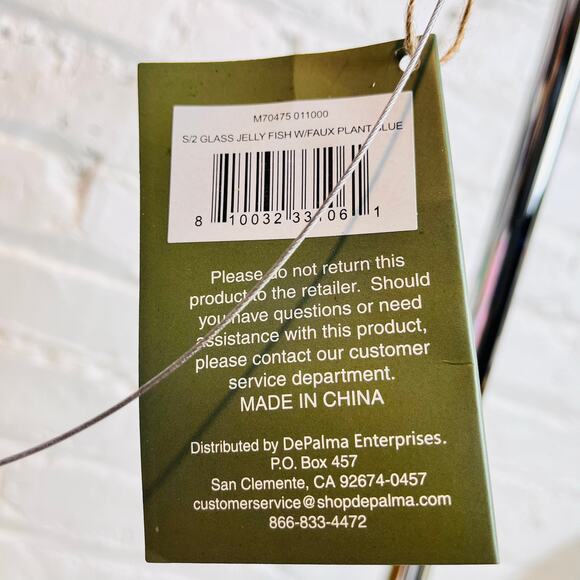 M70475 011000
S/2 GLASS JELLY FISH W/FAUX PLANT BLUE
8 10032 33106 1
Please do not return this
product to the retailer. Should
you have questions or need
assistance with this product,
please contact our customer
service department.
MADE IN CHINA
Distributed by DePalma Enterprises.
P.O. Box 457
San Clemente, CA 92674-0457
customerservice@shopdepalma.com
866-833-4472